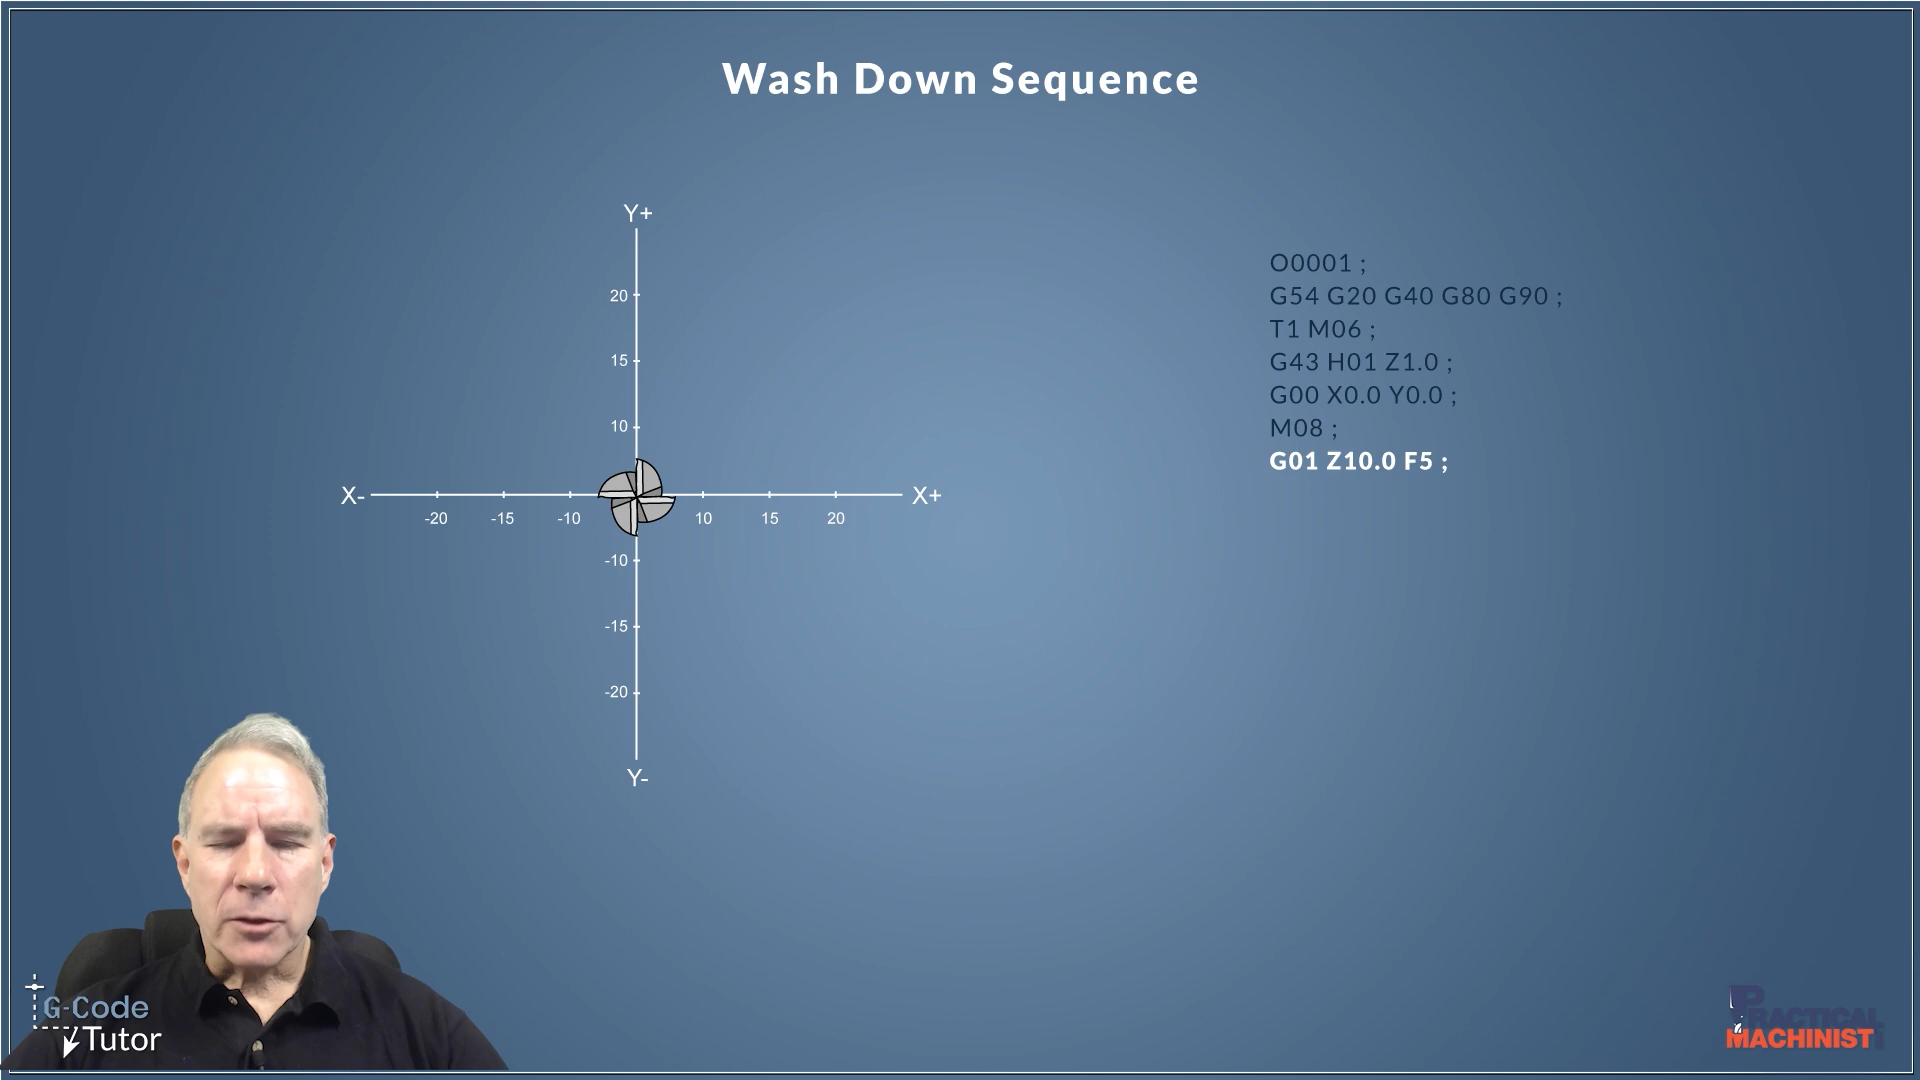 Wash Down Sequence
Y+
20
15
10
X-
-20
-15
-10
10
15
20
X+
-10
-15
-20
Y-
O0001 ;
G54 G20 G40 G80 G90 ;
T1 M06 ;
G43 H01 Z1.0 ;
G00 X0.0 Y0.0 ;
M08 ;
G01 Z10.0 F5 ;
G-Code
Tutor
PRACTICAL
MACHINIST